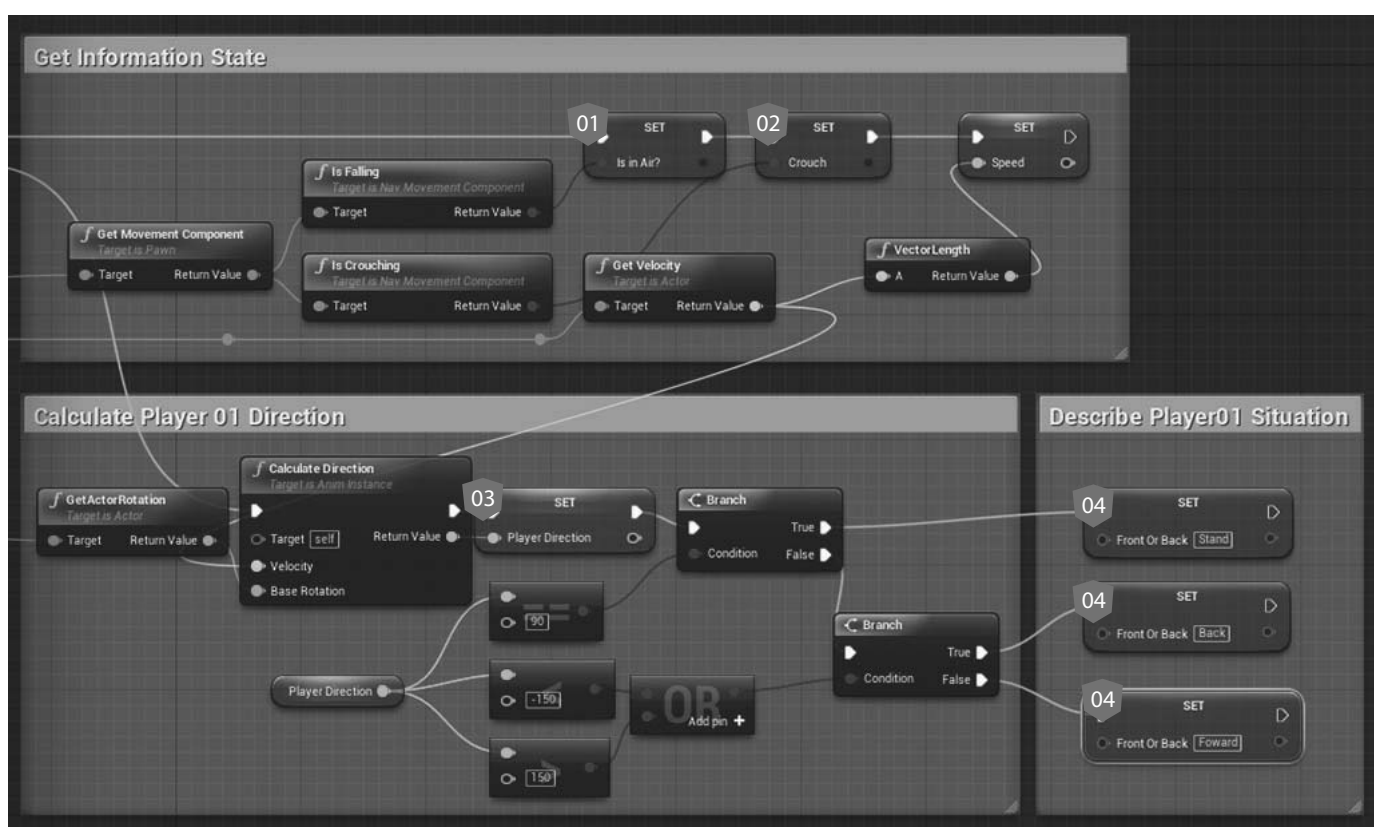 Get Information State
01
SET
Is in Air?
02
SET
Crouch
SET
Speed
f Is Falling
Target is Nav Movement Component
Target Return Value
f Get Movement Component
Target is Pawn
Target Return Value
f Is Crouching
Target is Nav Movement Component
Target Return Value
f Get Velocity
Target is Actor
Target Return Value
f VectorLength
A Return Value
Calculate Player 01 Direction
f GetActorRotation
Target is Actor
Target Return Value
f Calculate Direction
Target is Anim Instance
Target self Return Value
Velocity
Base Rotation
03
SET
Player Direction
Branch
True
Condition False
==
90
Player Direction
<
-150
>
150
OR
Add pin +
Branch
True
Condition False
Describe Player01 Situation
04
SET
Front Or Back Stand
04
SET
Front Or Back Back
04
SET
Front Or Back Foward